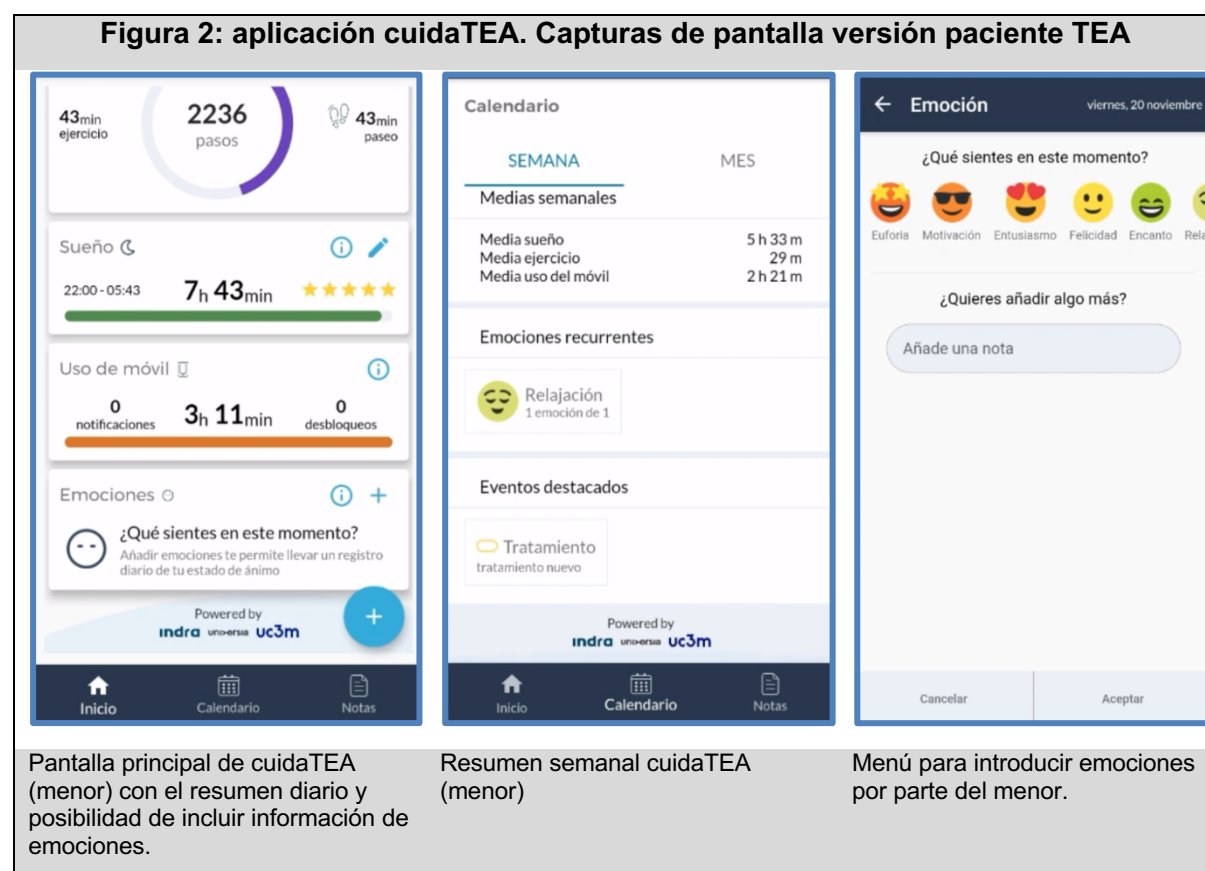 Figura 2: aplicación cuidaTEA. Capturas de pantalla versión paciente TEA
43min
ejercicio
2236
pasos
43min
paseo
Sueño
22:00 - 05:43
7h 43min
Uso de móvil
0
notificaciones
3h 11min
0
desbloqueos
Emociones
¿Qué sientes en este momento?
Añadir emociones te permite llevar un registro
diario de tu estado de ánimo
Powered by
indra universia uc3m
+
Inicio Calendario Notas
Pantalla principal de cuidaTEA
(menor) con el resumen diario y
posibilidad de incluir información de
emociones.
Calendario
SEMANA MES
Medias semanales
Media sueño 5 h 33 m
Media ejercicio 29 m
Media uso del móvil 2 h 21 m
Emociones recurrentes
Relajación
1 emoción de 1
Eventos destacados
Tratamiento
tratamiento nuevo
Powered by
indra universia uc3m
Inicio Calendario Notas
Resumen semanal cuidaTEA
(menor)
← Emoción viernes, 20 noviembre
¿Qué sientes en este momento?
Euforia Motivación Entusiasmo Felicidad Encanto Rela
¿Quieres añadir algo más?
Añade una nota
Cancelar Aceptar
Menú para introducir emociones
por parte del menor.